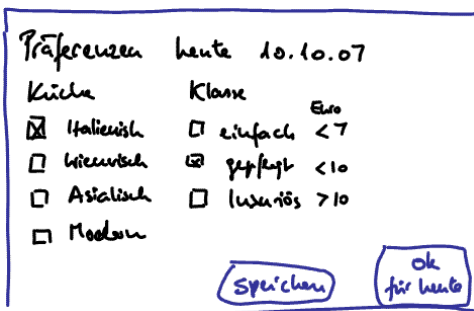 Präferenzen heute 10.10.07
Küche Klasse
Euro
Italienisch einfach <7
Wienerisch gepflegt <10
Asiatisch luxuriös >10
Modern
Speichern
ok
für heute